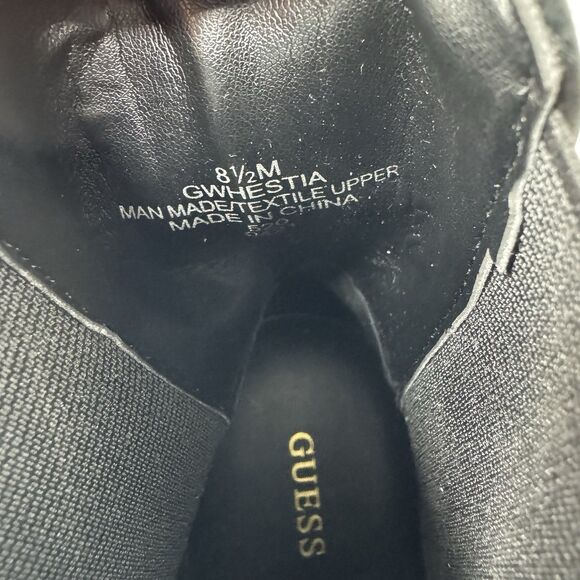 8½M
GWHESTIA
MAN MADE/TEXTILE UPPER
MADE IN CHINA
GUESS